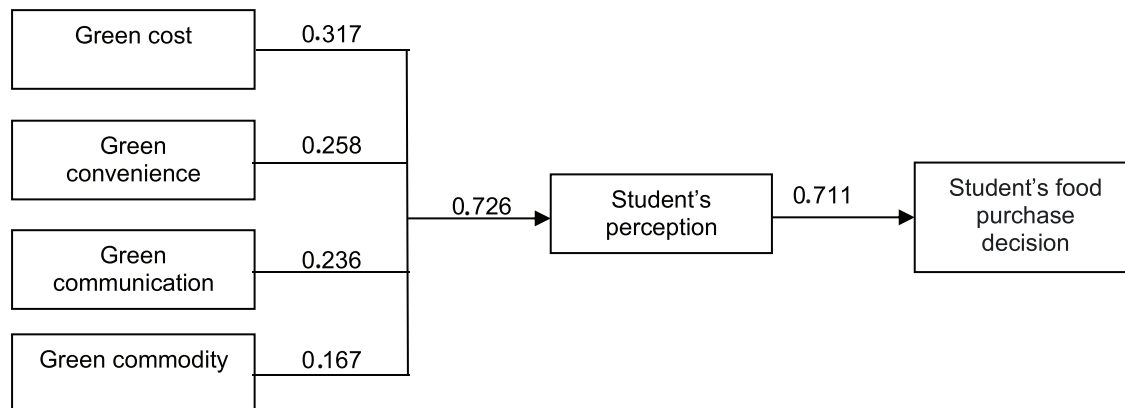 Green cost
0.317
Green
convenience
0.258
Green
communication
0.236
Green commodity
0.167
0.726
Student’s
perception
0.711
Student’s food
purchase
decision